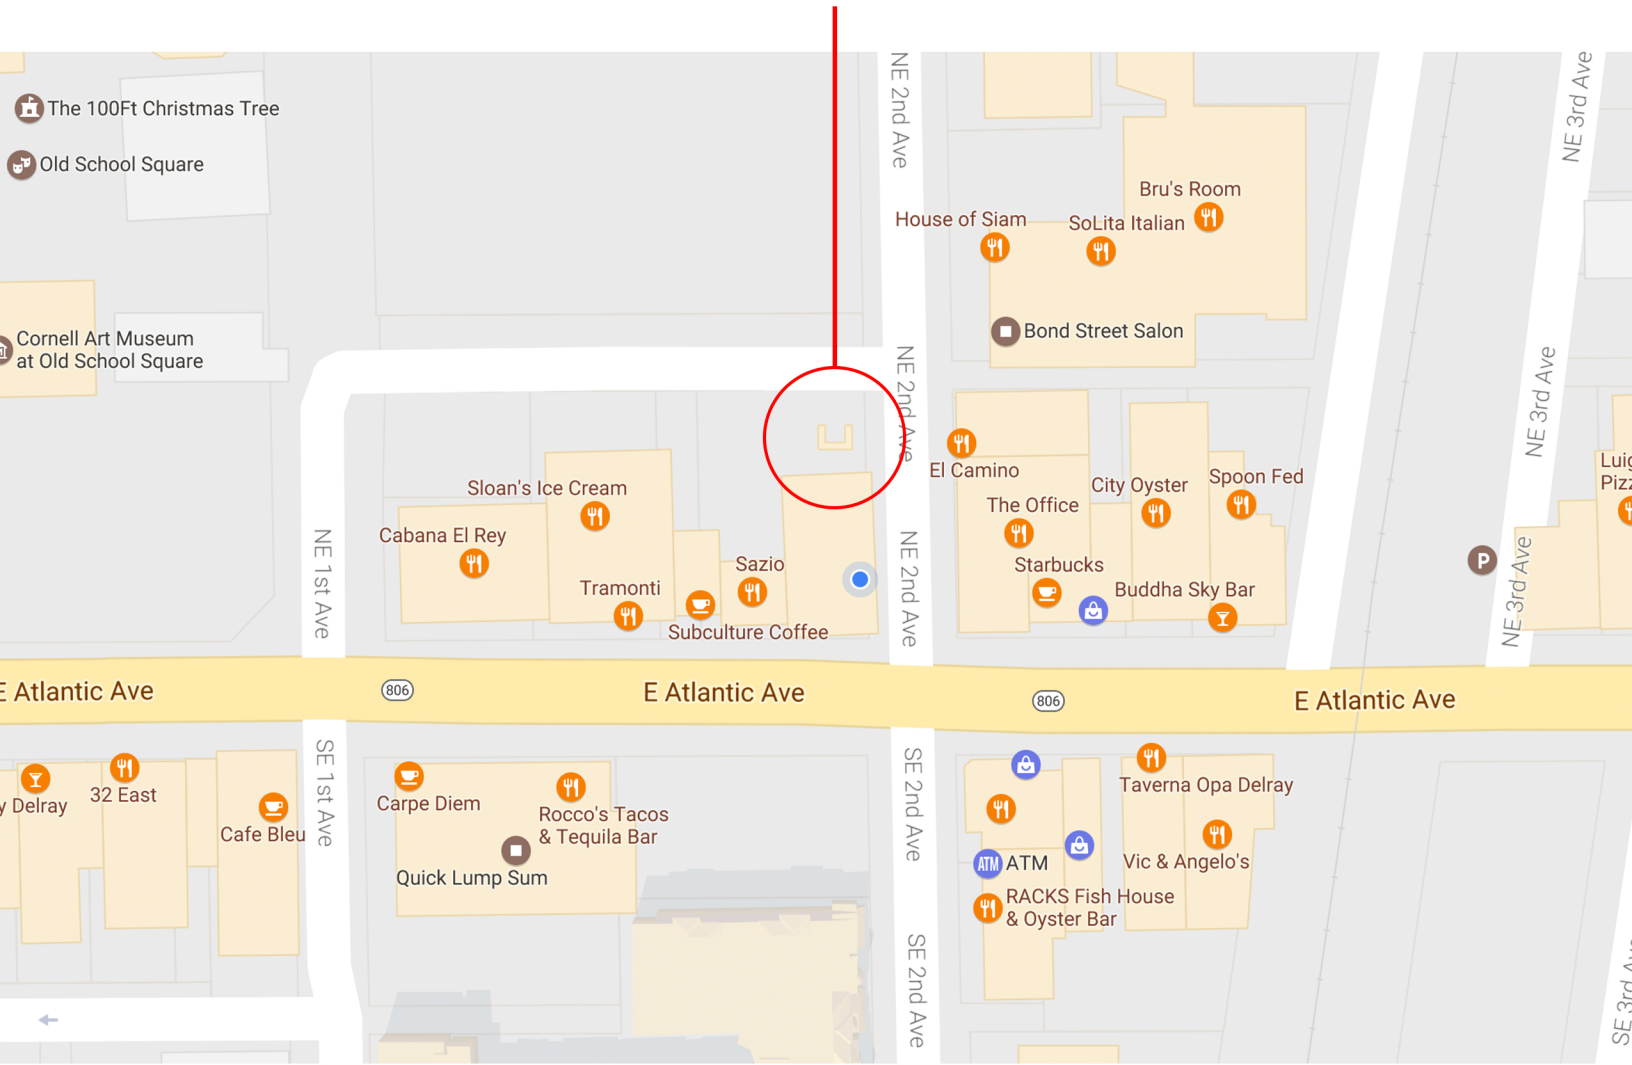 NE 2nd Ave
NE 3rd Ave
The 100Ft Christmas Tree
Old School Square
Bru's Room
House of Siam
SoLita Italian
Cornell Art Museum
at Old School Square
Bond Street Salon
NE 2nd Ave
NE 3rd Ave
El Camino
Sloan's Ice Cream
City Oyster
Spoon Fed
The Office
Cabana El Rey
NE 1st Ave
NE 2nd Ave
NE 3rd Ave
P
Sazio
Starbucks
Tramonti
Buddha Sky Bar
Subculture Coffee
E Atlantic Ave
806
E Atlantic Ave
806
E Atlantic Ave
SE 1st Ave
SE 2nd Ave
y Delray
32 East
Cafe Bleu
Carpe Diem
Rocco's Tacos
& Tequila Bar
Quick Lump Sum
Taverna Opa Delray
ATM ATM
Vic & Angelo's
RACKS Fish House
& Oyster Bar
SE 2nd Ave